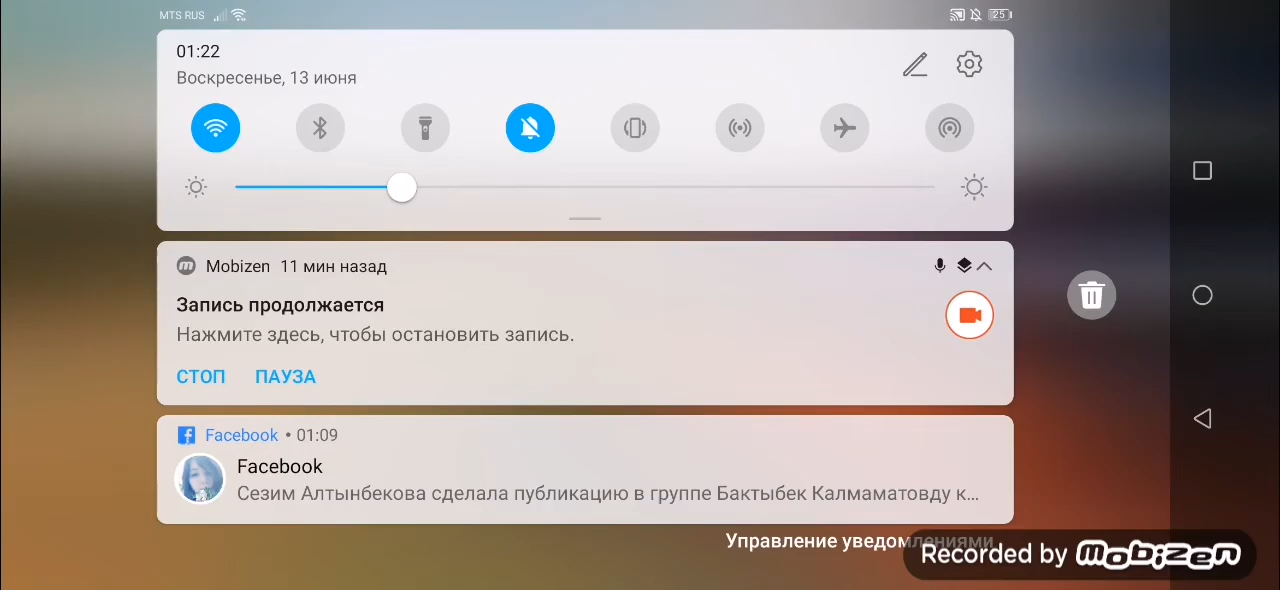 MTS RUS
25
01:22
Воскресенье, 13 июня
Mobizen 11 мин назад
Запись продолжается
Нажмите здесь, чтобы остановить запись.
СТОП ПАУЗА
Facebook • 01:09
Facebook
Сезим Алтынбекова сделала публикацию в группе Бактыбек Калмаматовду к...
Управление уведомлениями
Recorded by mobizen